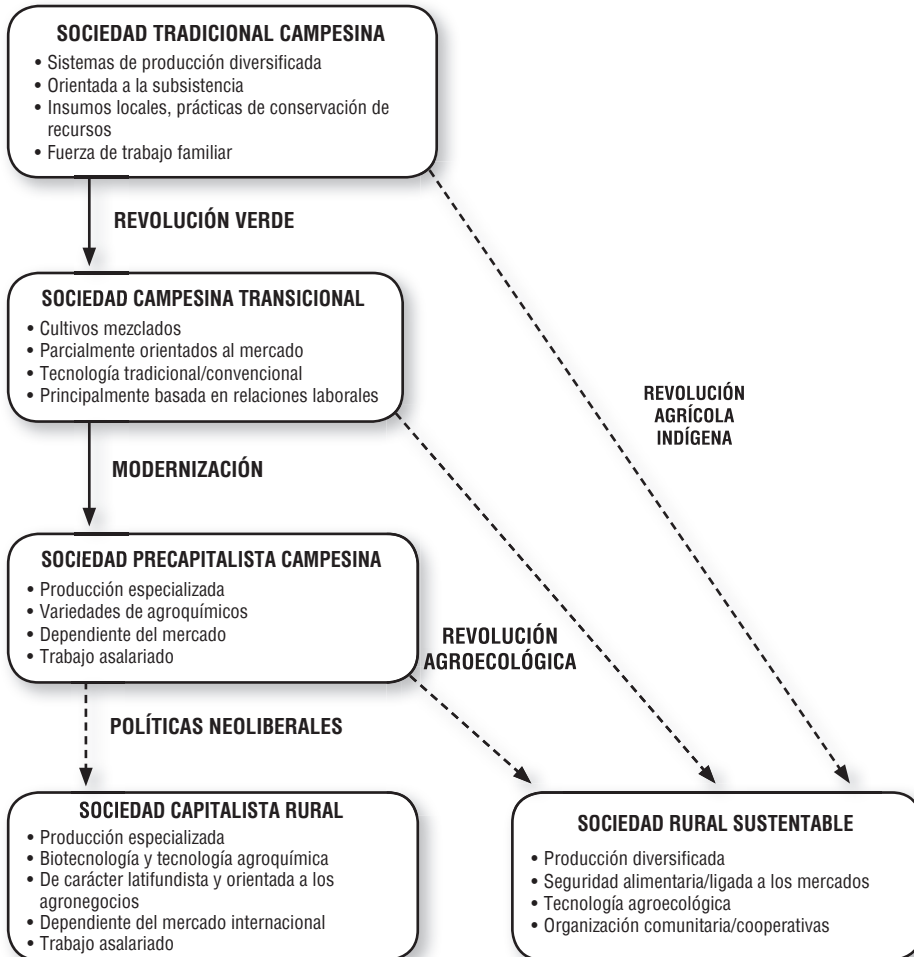 SOCIEDAD TRADICIONAL CAMPESINA
• Sistemas de producción diversificada
• Orientada a la subsistencia
• Insumos locales, prácticas de conservación de
recursos
• Fuerza de trabajo familiar
REVOLUCIÓN VERDE
SOCIEDAD CAMPESINA TRANSICIONAL
• Cultivos mezclados
• Parcialmente orientados al mercado
• Tecnología tradicional/convencional
• Principalmente basada en relaciones laborales
REVOLUCIÓN
AGRÍCOLA
INDÍGENA
MODERNIZACIÓN
SOCIEDAD PRECAPITALISTA CAMPESINA
• Producción especializada
• Variedades de agroquímicos
• Dependiente del mercado
• Trabajo asalariado
REVOLUCIÓN
AGROECOLÓGICA
POLÍTICAS NEOLIBERALES
SOCIEDAD CAPITALISTA RURAL
• Producción especializada
• Biotecnología y tecnología agroquímica
• De carácter latifundista y orientada a los
agronegocios
• Dependiente del mercado internacional
• Trabajo asalariado
SOCIEDAD RURAL SUSTENTABLE
• Producción diversificada
• Seguridad alimentaria/ligada a los mercados
• Tecnología agroecológica
• Organización comunitaria/cooperativas